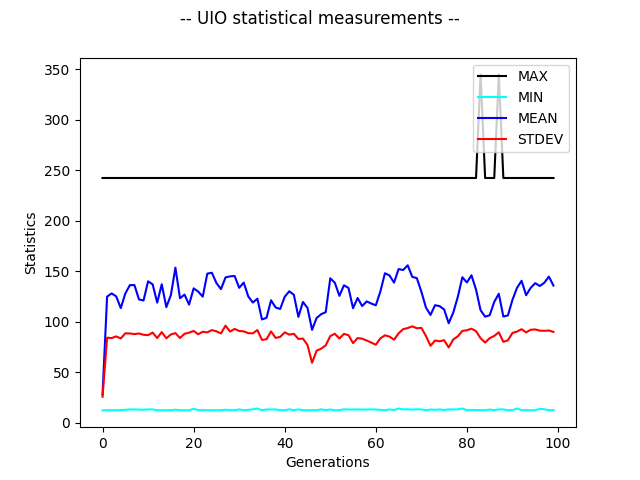 -- UIO statistical measurements --
350
300
250
200
150
100
50
0
Statistics
MAX
MIN
MEAN
STDEV
0 20 40 60 80 100
Generations